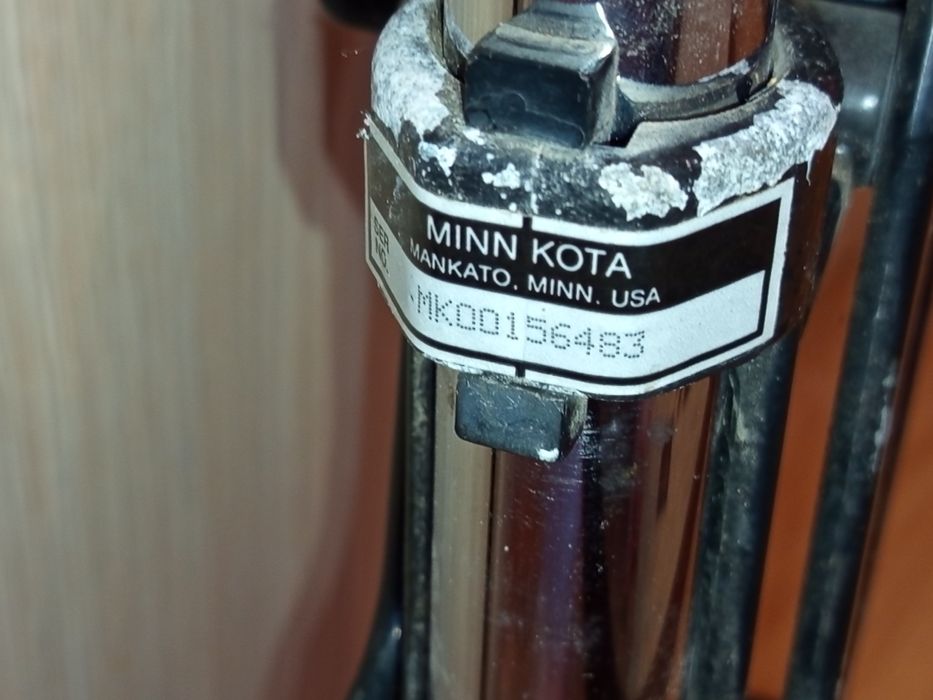 MINN KOTA
MANKATO, MINN. USA
SER.
NO.
MK00156483